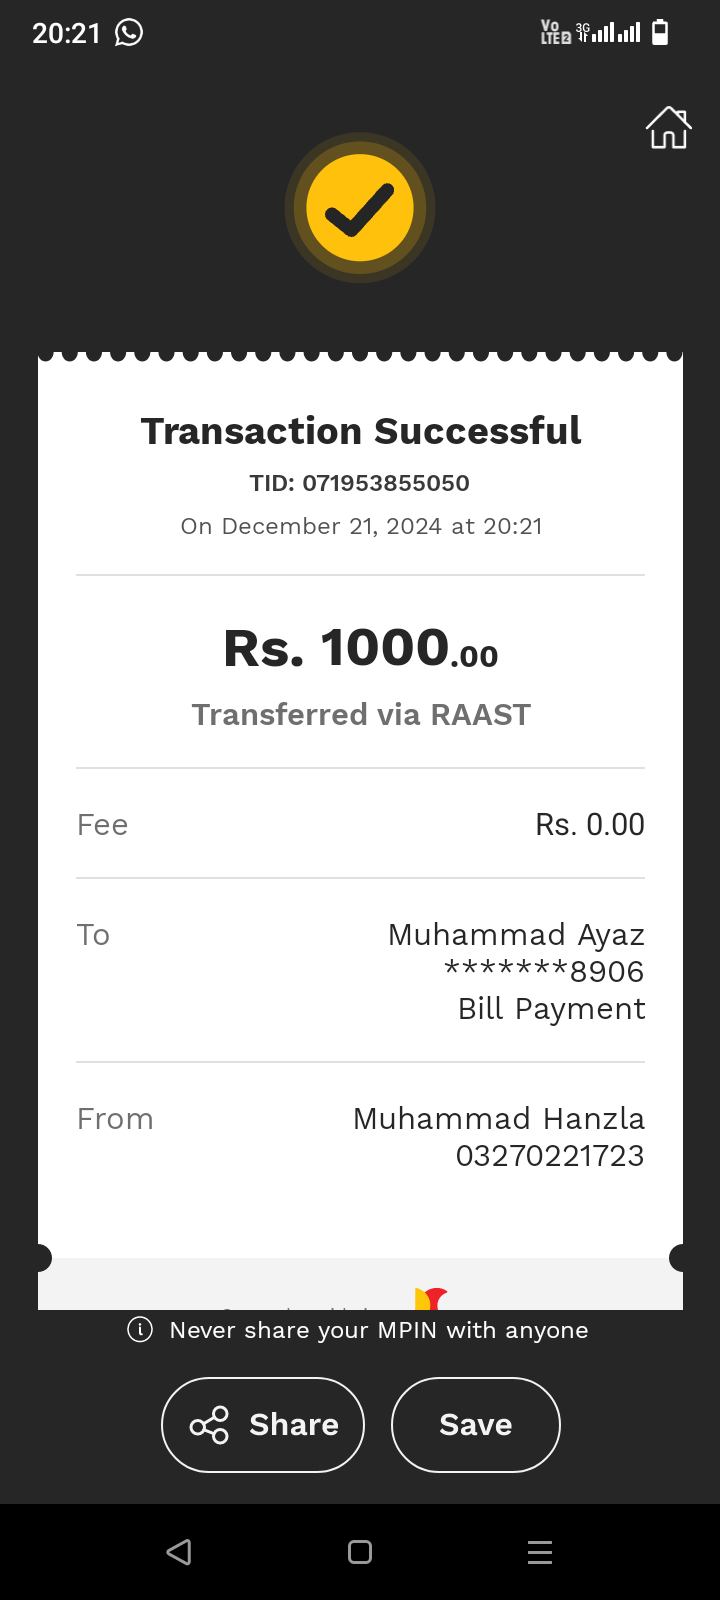 20:21
Vo
LTE 2
3G
Transaction Successful
TID: 071953855050
On December 21, 2024 at 20:21
Rs. 1000.00
Transferred via RAAST
Fee
Rs. 0.00
To
Muhammad Ayaz
*******8906
Bill Payment
From
Muhammad Hanzla
03270221723
Never share your MPIN with anyone
Share
Save